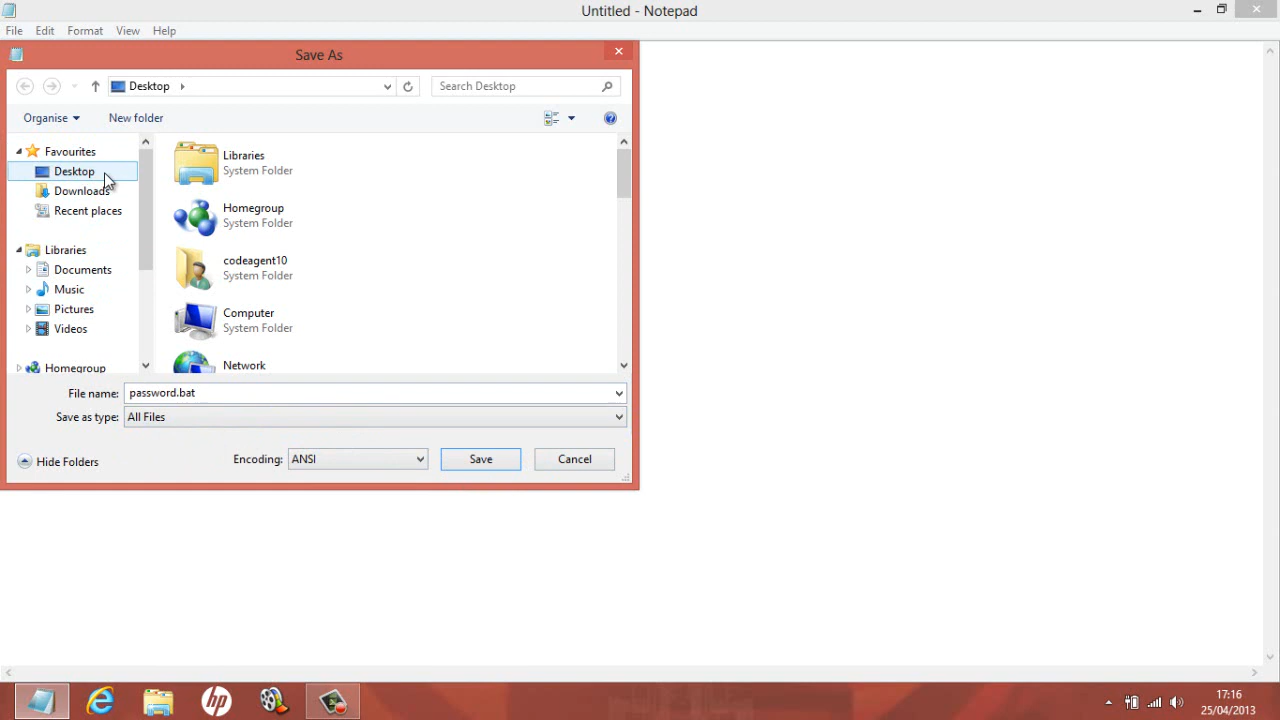 Untitled - Notepad
File Edit Format View Help
Save As
Desktop
Search Desktop
Organise New folder
Favourites
Desktop
Downloads
Recent places
Libraries
Documents
Music
Pictures
Videos
Homegroup
Libraries
System Folder
Homegroup
System Folder
codeagent10
System Folder
Computer
System Folder
Network
File name: password.bat
Save as type: All Files
Hide Folders
Encoding: ANSI Save Cancel
hp
17:16
25/04/2013